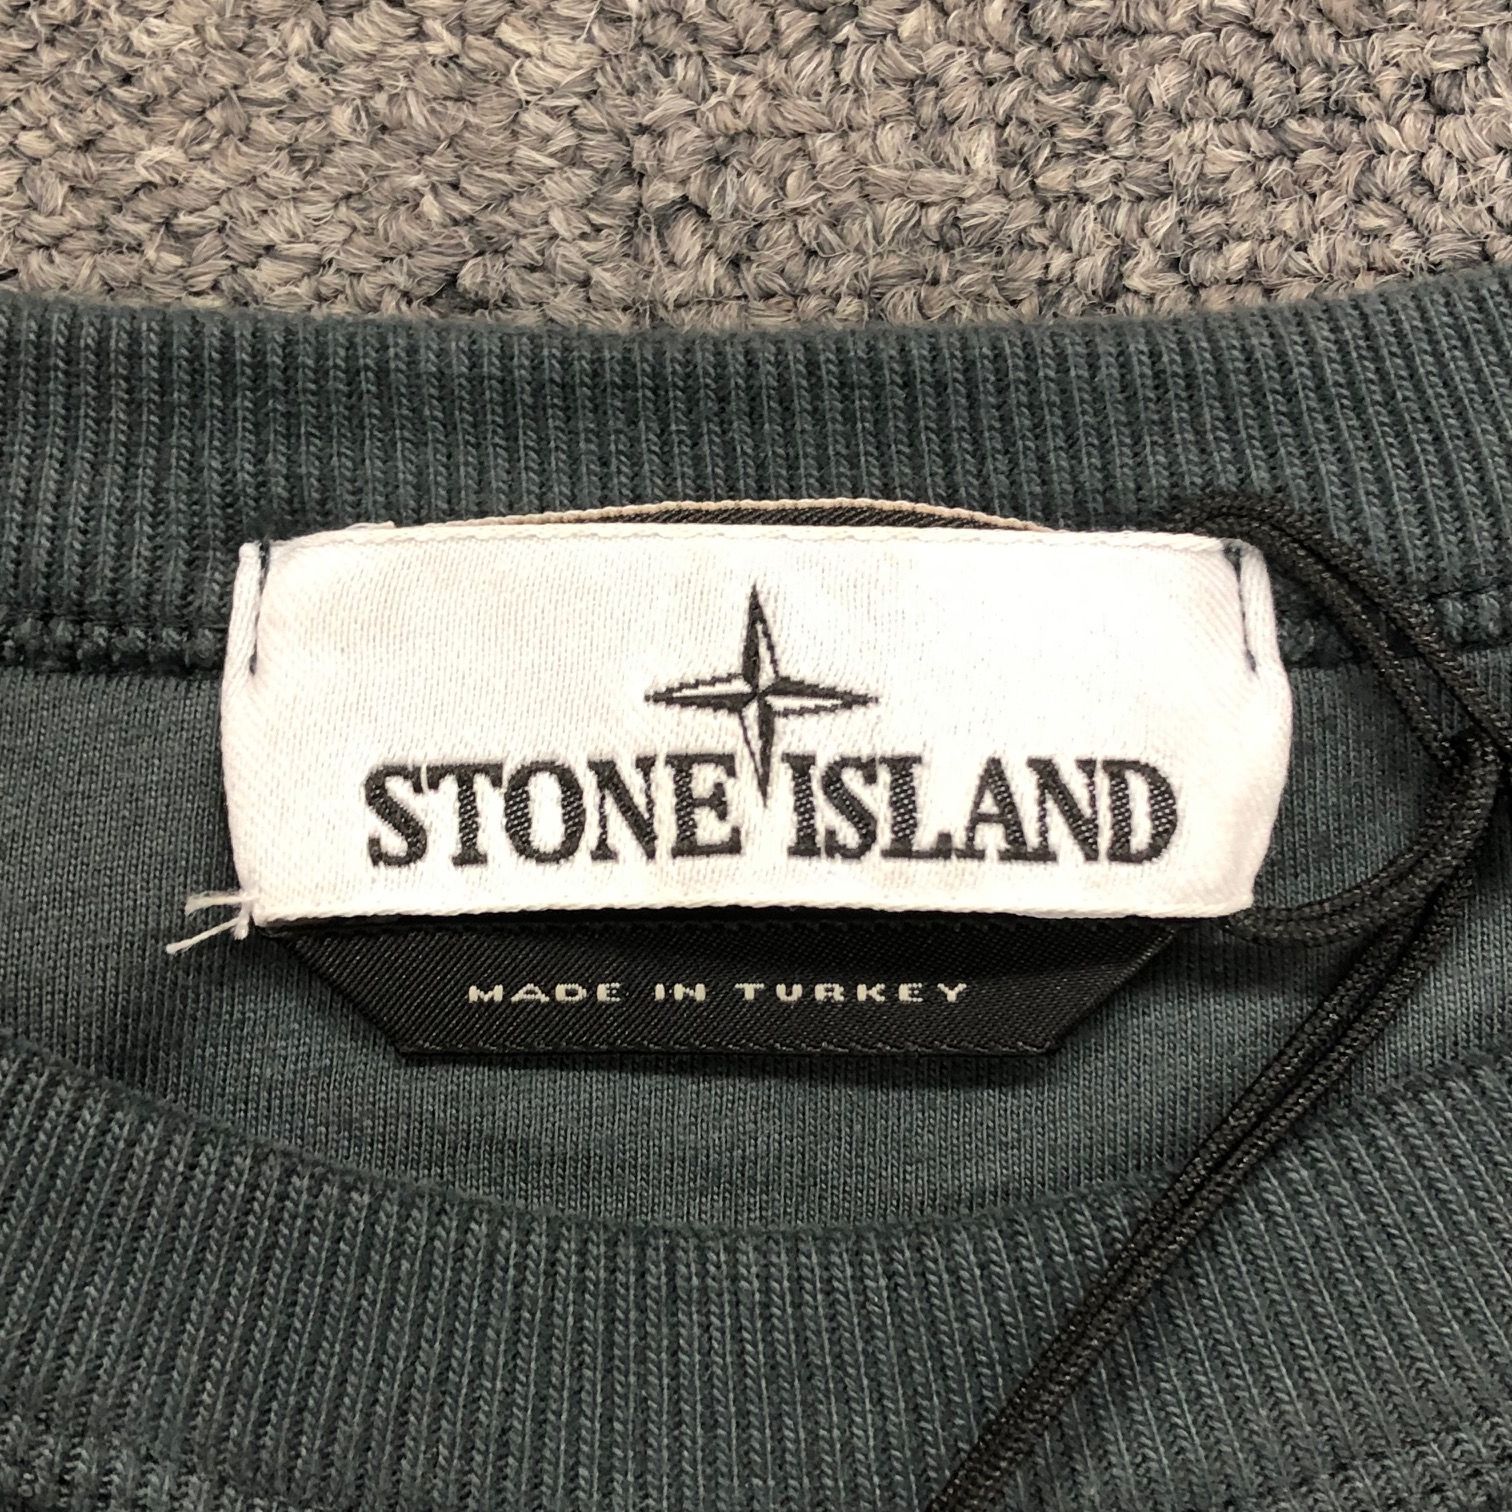 STONE ISLAND
MADE IN TURKEY